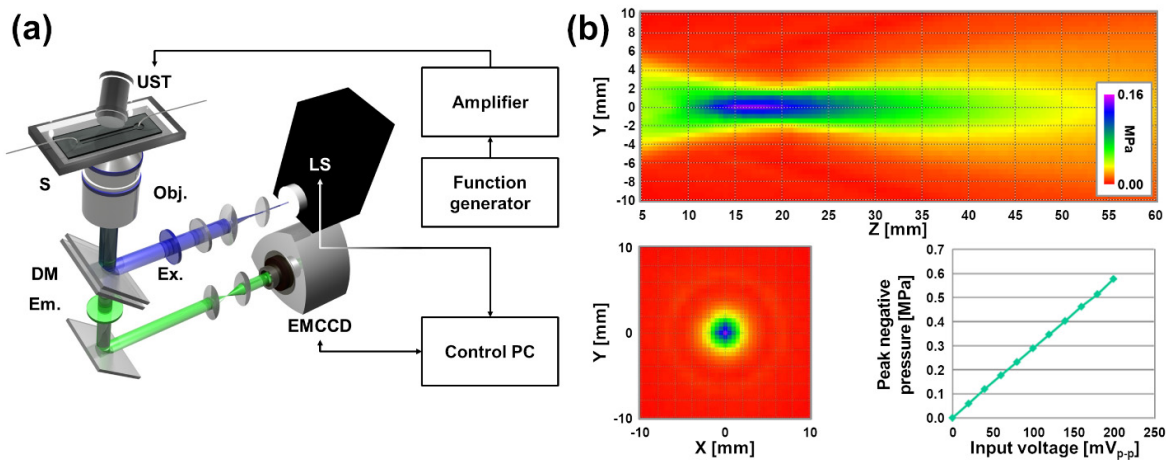 (a)
UST
S
Obj.
DM
Ex.
Em.
LS
EMCCD
Amplifier
Function
generator
Control PC
(b)
Y [mm]
10
8
6
4
2
0
-2
-4
-6
-8
-10
5 10 15 20 25 30 35 40 45 50 55 60
Z [mm]
0.16
MPa
0.00
Y [mm]
10
0
-10
-10 0 10
X [mm]
Peak negative
pressure [MPa]
0.7
0.6
0.5
0.4
0.3
0.2
0.1
0.0
0 50 100 150 200 250
Input voltage [mVp-p]